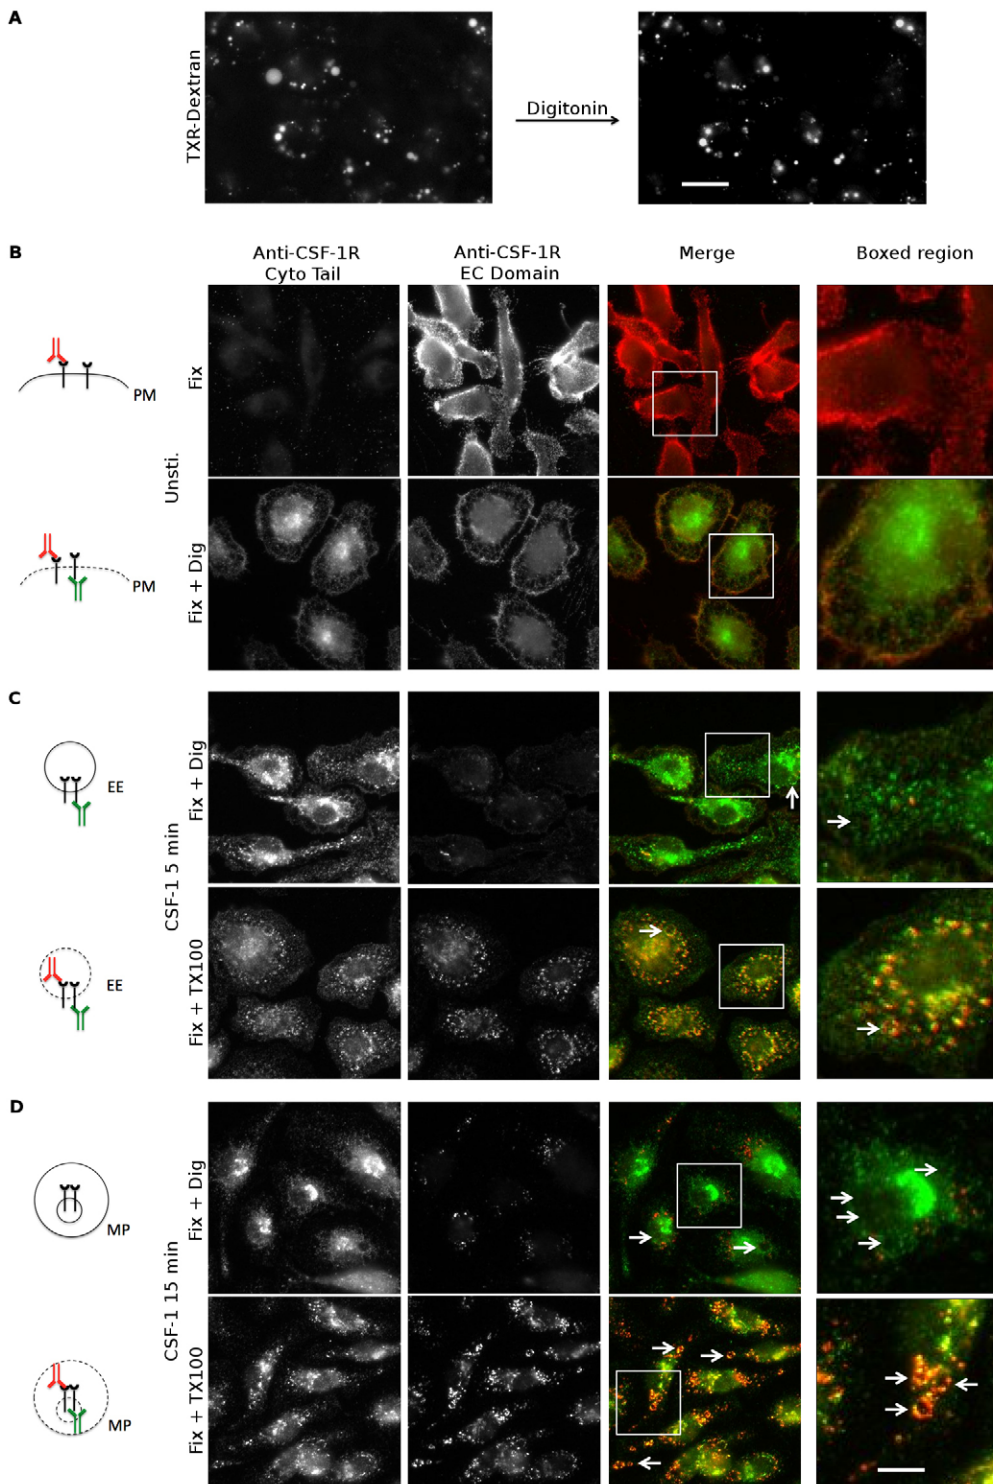 A
TXR-Dextran
Digitonin
B
Anti-CSF-1R
Cyto Tail
Anti-CSF-1R
EC Domain
Merge
Boxed region
PM
Fix
Unsti.
PM
Fix + Dig
C
EE
Fix + Dig
CSF-1 5 min
EE
Fix + TX100
D
MP
Fix + Dig
CSF-1 15 min
MP
Fix + TX100